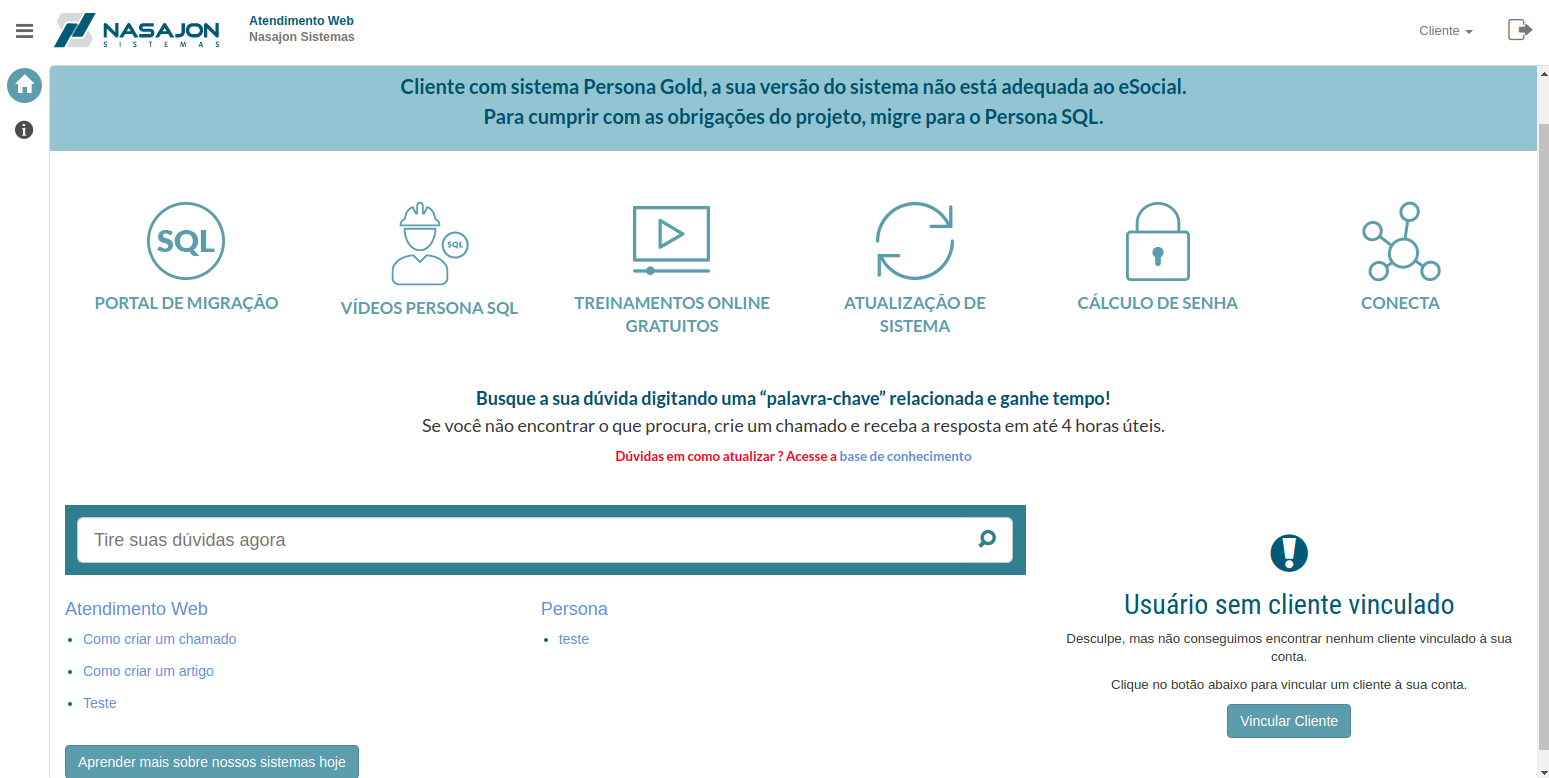 NASAJON
SISTEMAS
Atendimento Web
Nasajon Sistemas
Cliente
Cliente com sistema Persona Gold, a sua versão do sistema não está adequada ao eSocial.
Para cumprir com as obrigações do projeto, migre para o Persona SQL.
SQL
SQL
PORTAL DE MIGRAÇÃO
VÍDEOS PERSONA SQL
TREINAMENTOS ONLINE
GRATUITOS
ATUALIZAÇÃO DE
SISTEMA
CÁLCULO DE SENHA
CONECTA
Busque a sua dúvida digitando uma “palavra-chave” relacionada e ganhe tempo!
Se você não encontrar o que procura, crie um chamado e receba a resposta em até 4 horas úteis.
Dúvidas em como atualizar ? Acesse a base de conhecimento
Tire suas dúvidas agora
Atendimento Web
Como criar um chamado
Como criar um artigo
Teste
Persona
teste
Aprender mais sobre nossos sistemas hoje
Usuário sem cliente vinculado
Desculpe, mas não conseguimos encontrar nenhum cliente vinculado à sua
conta.
Clique no botão abaixo para vincular um cliente à sua conta.
Vincular Cliente